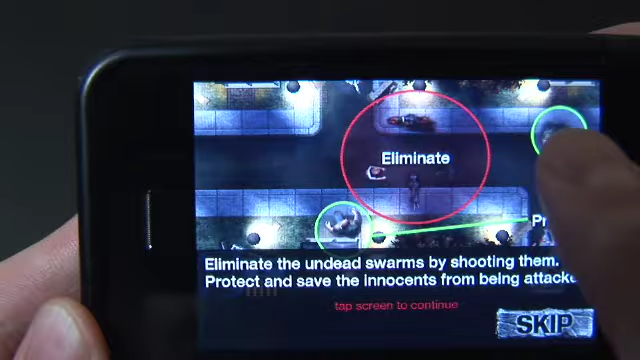 Eliminate
Eliminate the undead swarms by shooting them.
Protect and save the innocents from being
tap screen to continue
SKIP